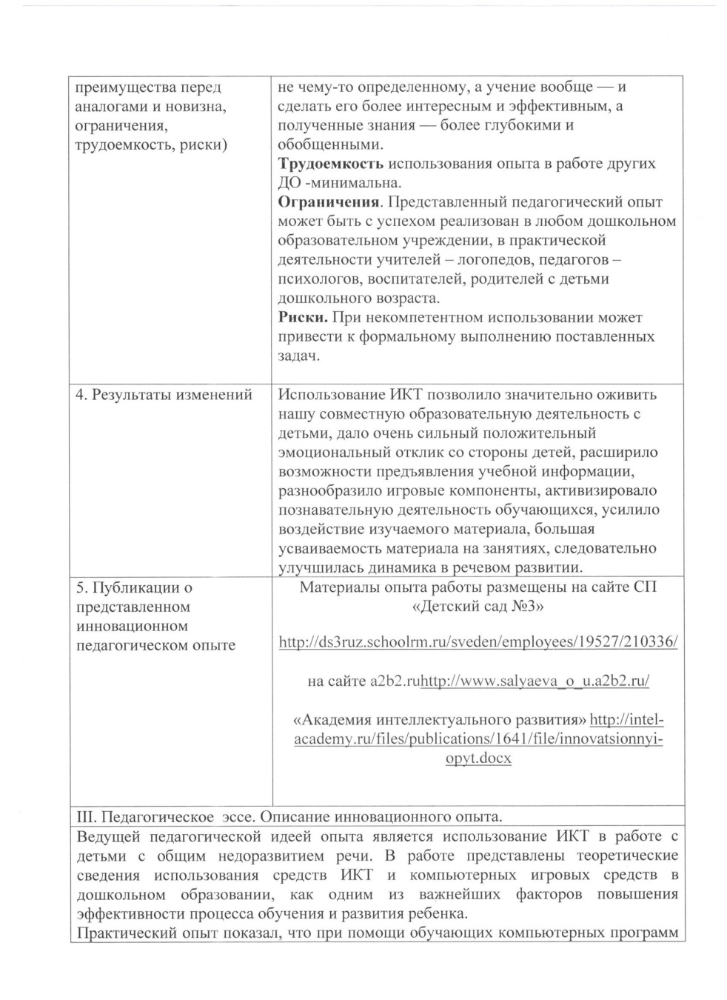 преимущества перед
аналогами и новизна,
ограничения,
трудоемкость, риски)
не чему-то определенному, а учение вообще — и
сделать его более интересным и эффективным, а
полученные знания — более глубокими и
обобщенными.
Трудоемкость использования опыта в работе других
ДО -минимальна.
Ограничения. Представленный педагогический опыт
может быть с успехом реализован в любом дошкольном
образовательном учреждении, в практической
деятельности учителей – логопедов, педагогов –
психологов, воспитателей, родителей с детьми
дошкольного возраста.
Риски. При некомпетентном использовании может
привести к формальному выполнению поставленных
задач.
4. Результаты изменений
Использование ИКТ позволило значительно оживить
нашу совместную образовательную деятельность с
детьми, дало очень сильный положительный
эмоциональный отклик со стороны детей, расширило
возможности предъявления учебной информации,
разнообразило игровые компоненты, активизировало
познавательную деятельность обучающихся, усилило
воздействие изучаемого материала, большая
усваиваемость материала на занятиях, следовательно
улучшилась динамика в речевом развитии.
5. Публикации о
представленном
инновационном
педагогическом опыте
Материалы опыта работы размещены на сайте СП
«Детский сад №3»
http://ds3ruz.schoolrm.ru/sveden/employees/19527/210336/
на сайте a2b2.ruhttp://www.salyaeva_o_u.a2b2.ru/
«Академия интеллектуального развития» http://intel-
academy.ru/files/publications/1641/file/innovatsionnyi-
opyt.docx
III. Педагогическое эссе. Описание инновационного опыта.
Ведущей педагогической идеей опыта является использование ИКТ в работе с
детьми с общим недоразвитием речи. В работе представлены теоретические
сведения использования средств ИКТ и компьютерных игровых средств в
дошкольном образовании, как одним из важнейших факторов повышения
эффективности процесса обучения и развития ребенка.
Практический опыт показал, что при помощи обучающих компьютерных программ